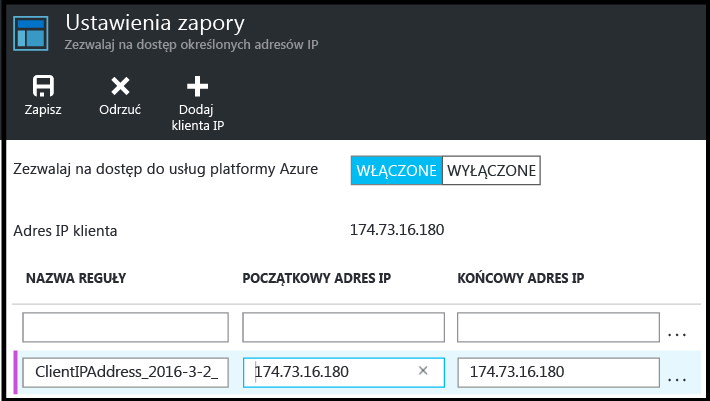 Ustawienia zapory
Zezwalaj na dostęp określonych adresów IP
Zapisz
Odrzuć
Dodaj
klienta IP
Zezwalaj na dostęp do usług platformy Azure WŁĄCZONE WYŁĄCZONE
Adres IP klienta 174.73.16.180
NAZWA REGUŁY POCZĄTKOWY ADRES IP KOŃCOWY ADRES IP
...
ClientIPAddress_2016-3-2_ 174.73.16.180 × 174.73.16.180 ...